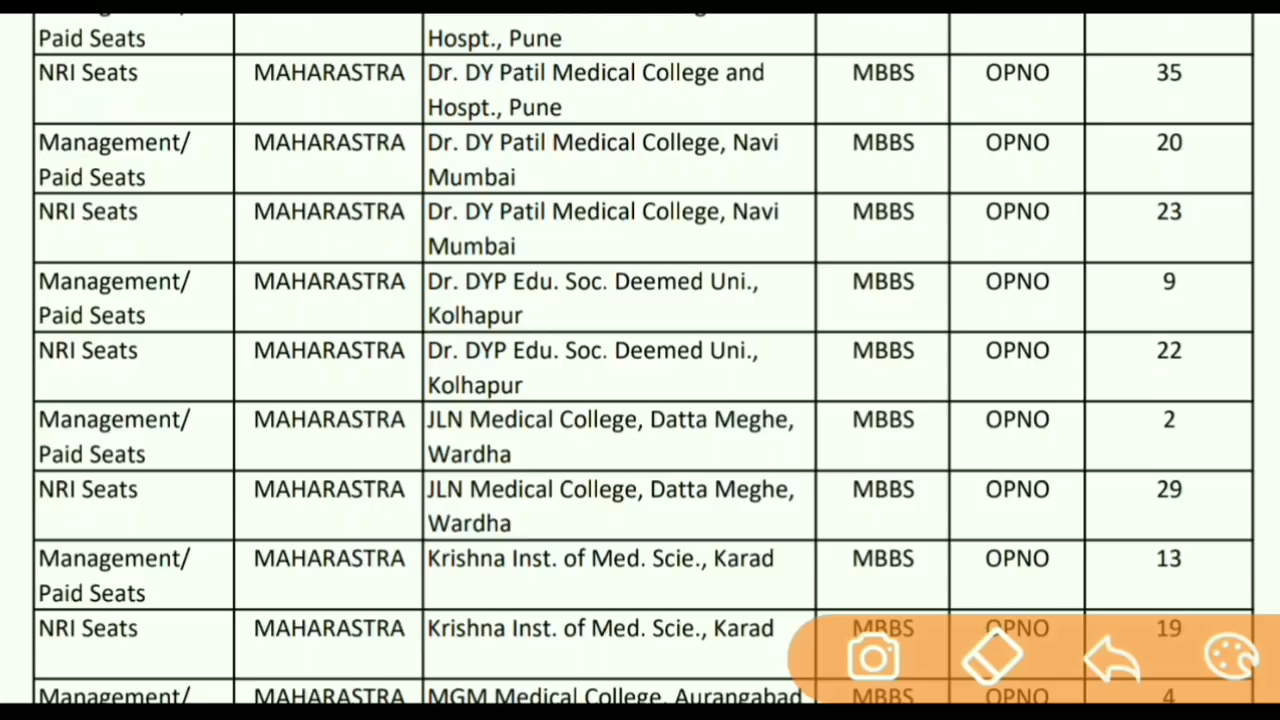 Paid Seats Hospt., Pune
NRI Seats MAHARASTRA Dr. DY Patil Medical College and MBBS OPNO 35
Hospt., Pune
Management/ MAHARASTRA Dr. DY Patil Medical College, Navi MBBS OPNO 20
Paid Seats Mumbai
NRI Seats MAHARASTRA Dr. DY Patil Medical College, Navi MBBS OPNO 23
Mumbai
Management/ MAHARASTRA Dr. DYP Edu. Soc. Deemed Uni., MBBS OPNO 9
Paid Seats Kolhapur
NRI Seats MAHARASTRA Dr. DYP Edu. Soc. Deemed Uni., MBBS OPNO 22
Kolhapur
Management/ MAHARASTRA JLN Medical College, Datta Meghe, MBBS OPNO 2
Paid Seats Wardha
NRI Seats MAHARASTRA JLN Medical College, Datta Meghe, MBBS OPNO 29
Wardha
Management/ MAHARASTRA Krishna Inst. of Med. Scie., Karad MBBS OPNO 13
Paid Seats
NRI Seats MAHARASTRA Krishna Inst. of Med. Scie., Karad MBBS OPNO 19
Management/ MAHARASTRA MGM Medical College, Aurangabad MBBS OPNO 4